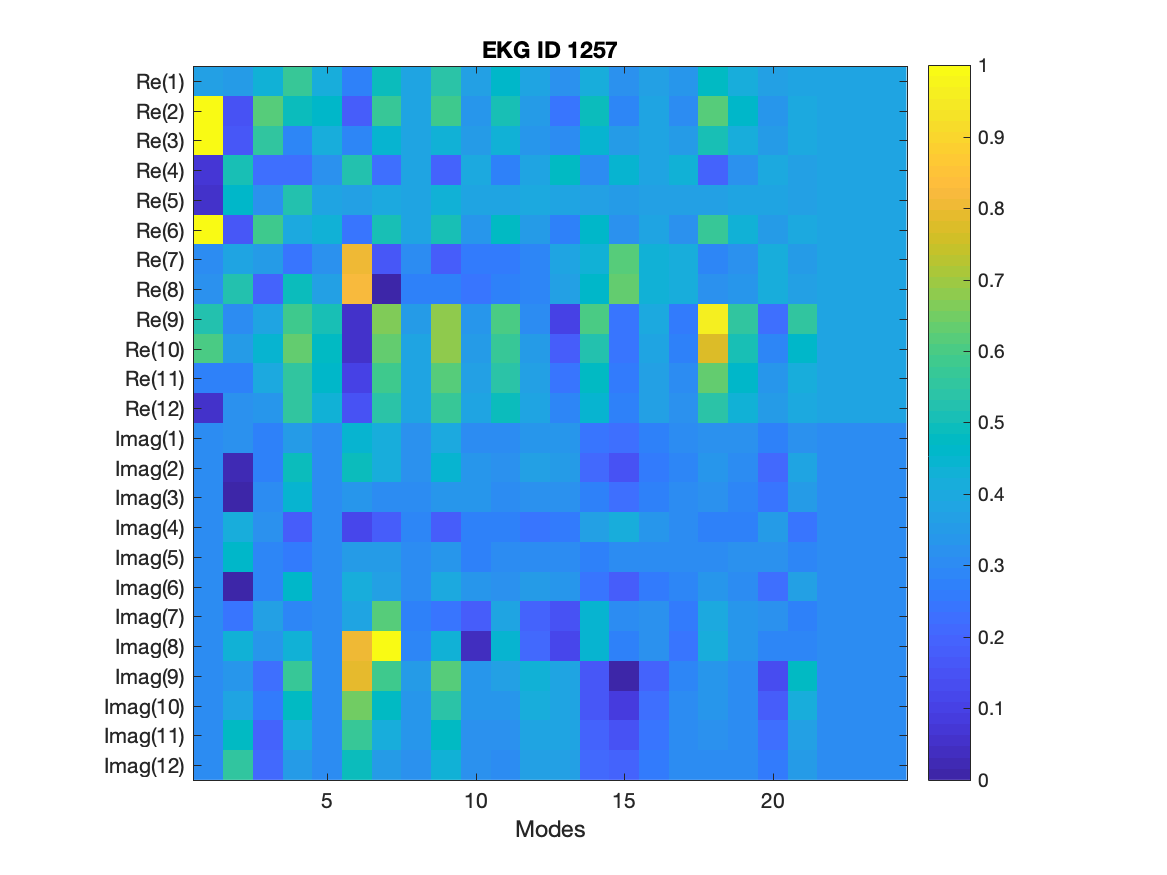 EKG ID 1257
Re(1)
Re(2)
Re(3)
Re(4)
Re(5)
Re(6)
Re(7)
Re(8)
Re(9)
Re(10)
Re(11)
Re(12)
Imag(1)
Imag(2)
Imag(3)
Imag(4)
Imag(5)
Imag(6)
Imag(7)
Imag(8)
Imag(9)
Imag(10)
Imag(11)
Imag(12)
5 10 15 20
Modes
1
0.9
0.8
0.7
0.6
0.5
0.4
0.3
0.2
0.1
0